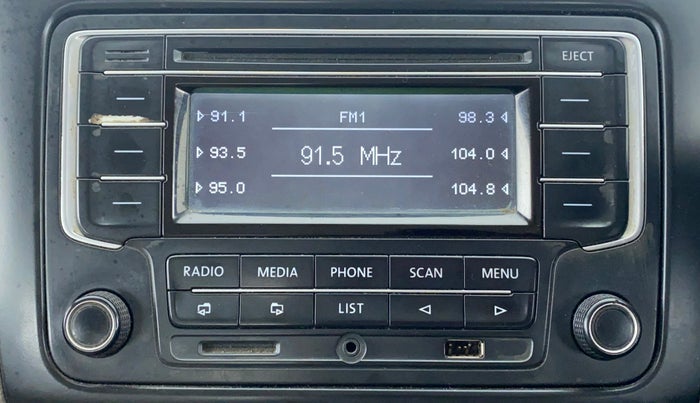 EJECT
91.1 FM1 98.3
93.5 91.5 MHz 104.0
95.0 104.8
RADIO MEDIA PHONE SCAN MENU
LIST